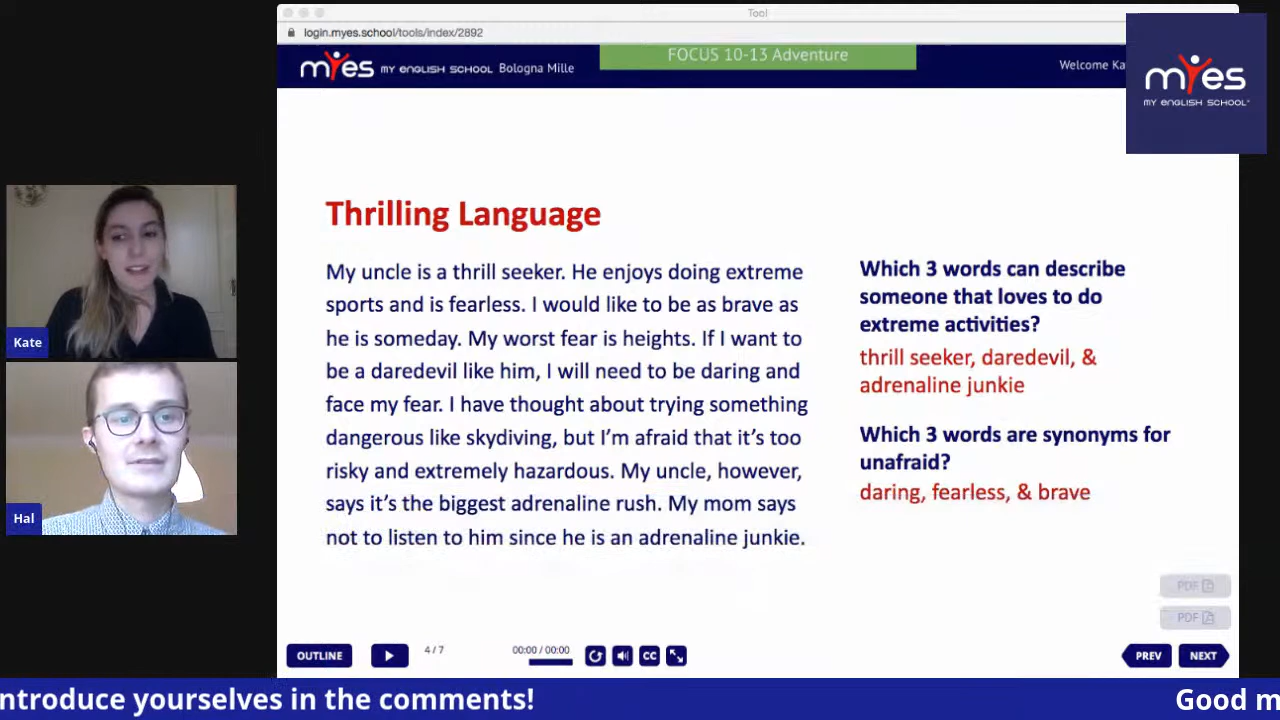 Tool
login.myes.school/tools/index/2892
myes MY ENGLISH SCHOOL Bologna Mille
FOCUS 10-13 Adventure
Welcome Ka
myes
MY ENGLISH SCHOOL
Thrilling Language
My uncle is a thrill seeker. He enjoys doing extreme
sports and is fearless. I would like to be as brave as
he is someday. My worst fear is heights. If I want to
be a daredevil like him, I will need to be daring and
face my fear. I have thought about trying something
dangerous like skydiving, but I'm afraid that it's too
risky and extremely hazardous. My uncle, however,
says it's the biggest adrenaline rush. My mom says
not to listen to him since he is an adrenaline junkie.
Which 3 words can describe
someone that loves to do
extreme activities?
thrill seeker, daredevil, &
adrenaline junkie
Which 3 words are synonyms for
unafraid?
daring, fearless, & brave
Kate
Hal
PDF
PDF
OUTLINE
4 / 7
00:00 / 00:00
CC
PREV
NEXT
ntroduce yourselves in the comments!
Good m